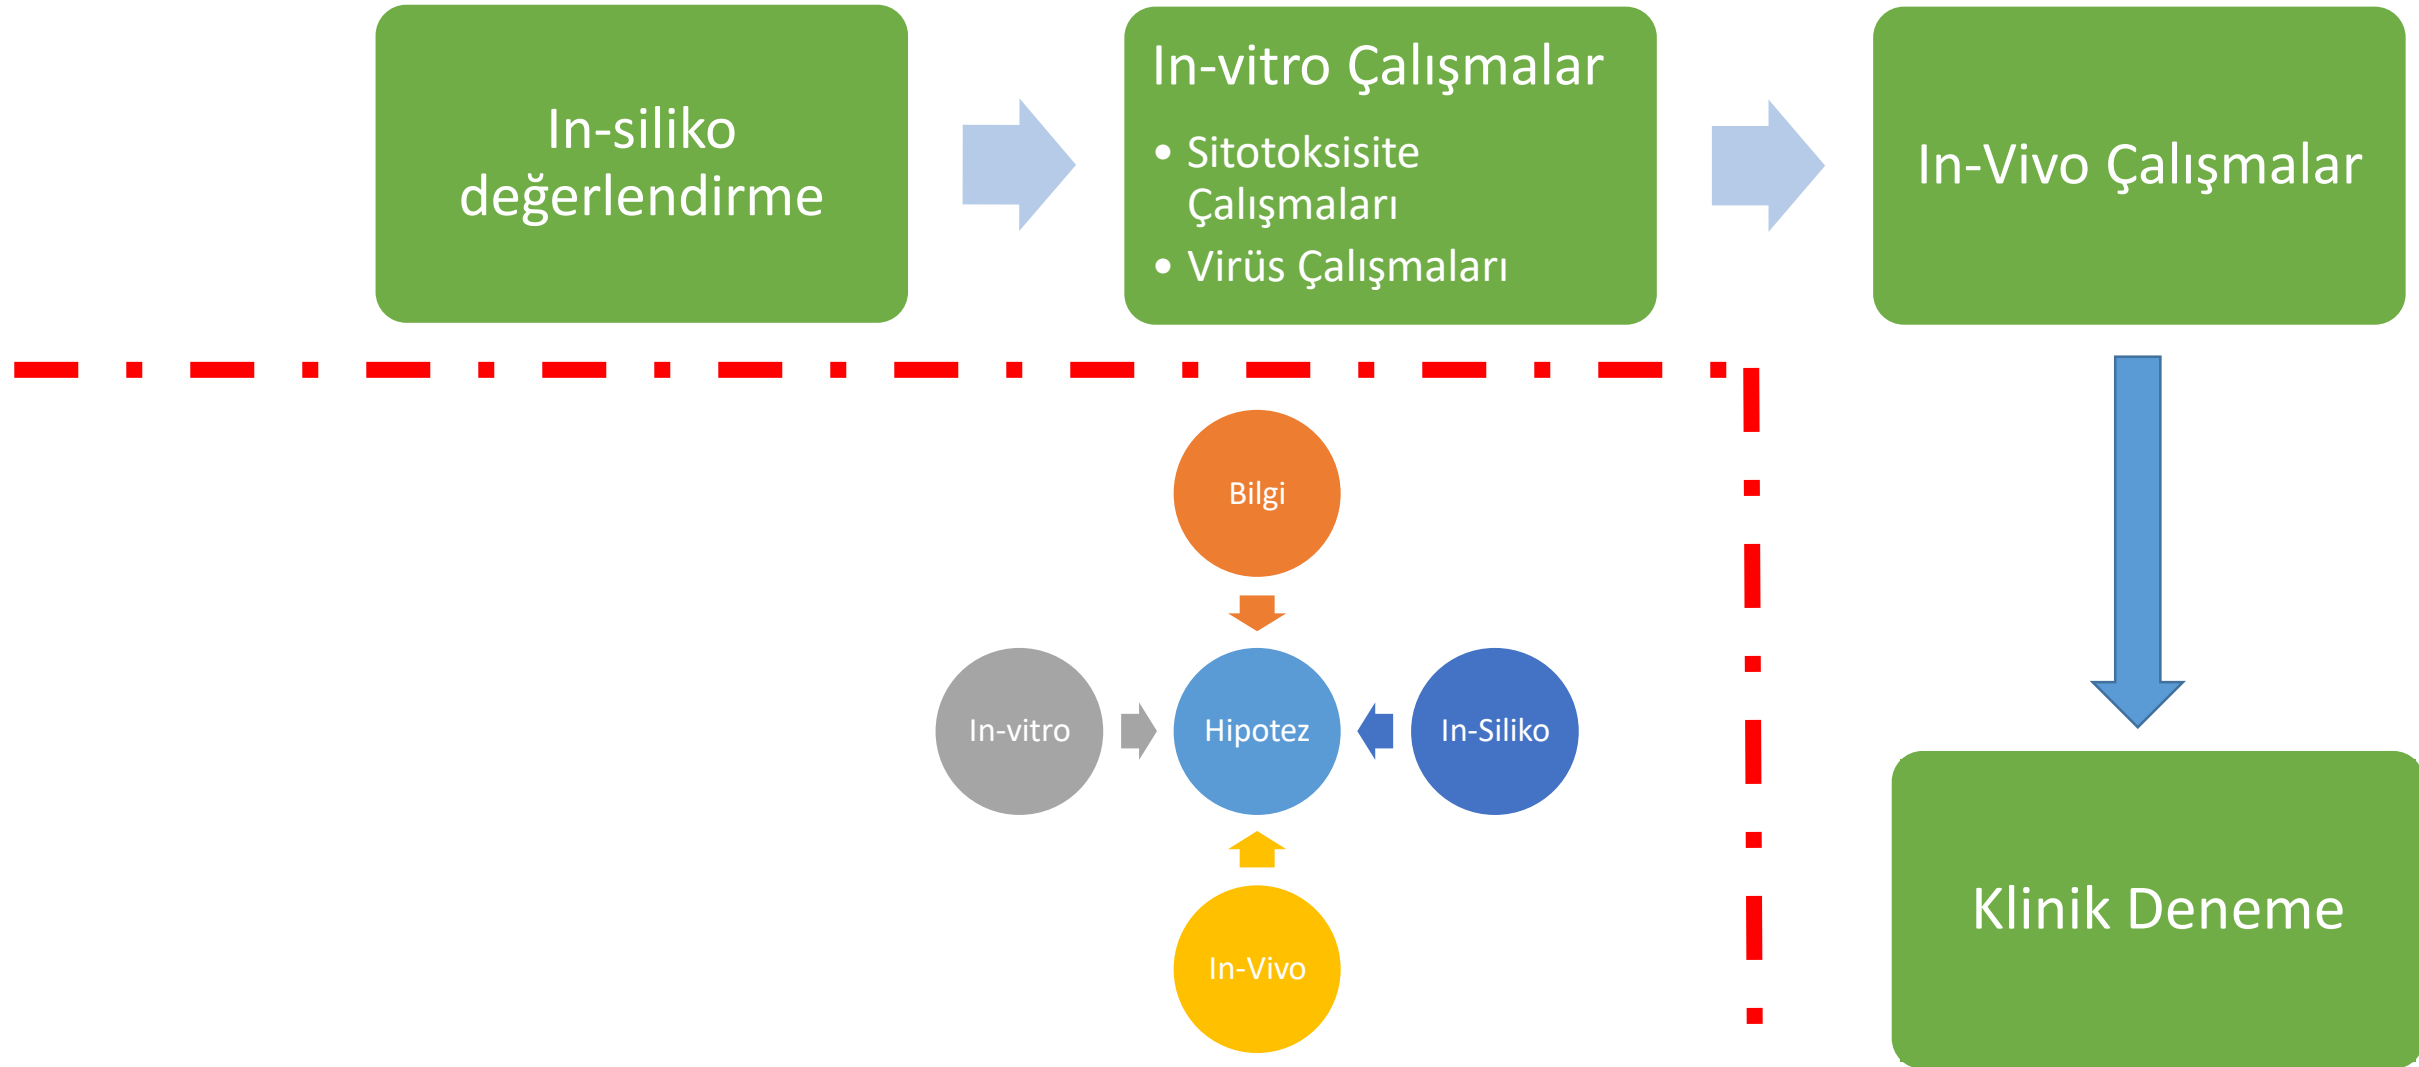 In-siliko
değerlendirme
In-vitro Çalışmalar
• Sitotoksisite
Çalışmaları
• Virüs Çalışmaları
In-Vivo Çalışmalar
Bilgi
In-vitro
Hipotez
In-Siliko
In-Vivo
Klinik Deneme